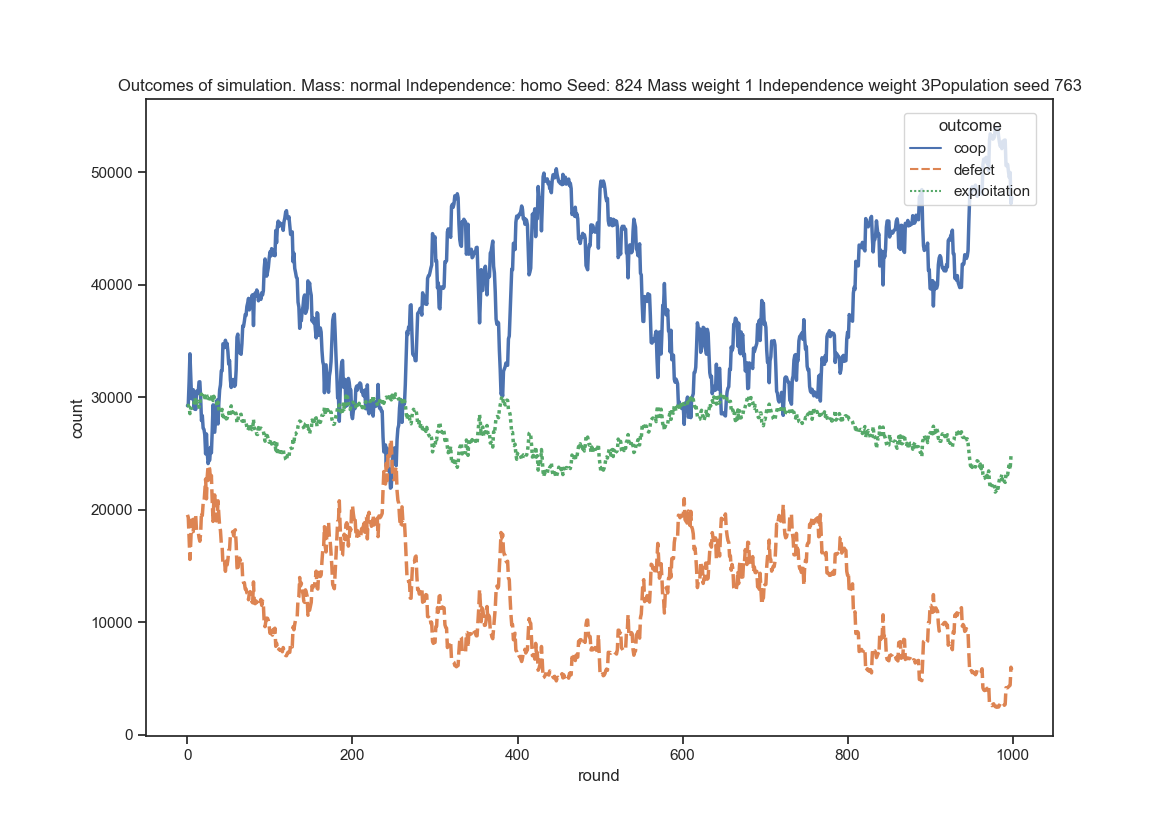 Outcomes of simulation. Mass: normal Independence: homo Seed: 824 Mass weight 1 Independence weight 3Population seed 763
outcome
coop
defect
exploitation
50000
40000
30000
20000
10000
0
count
0 200 400 600 800 1000
round